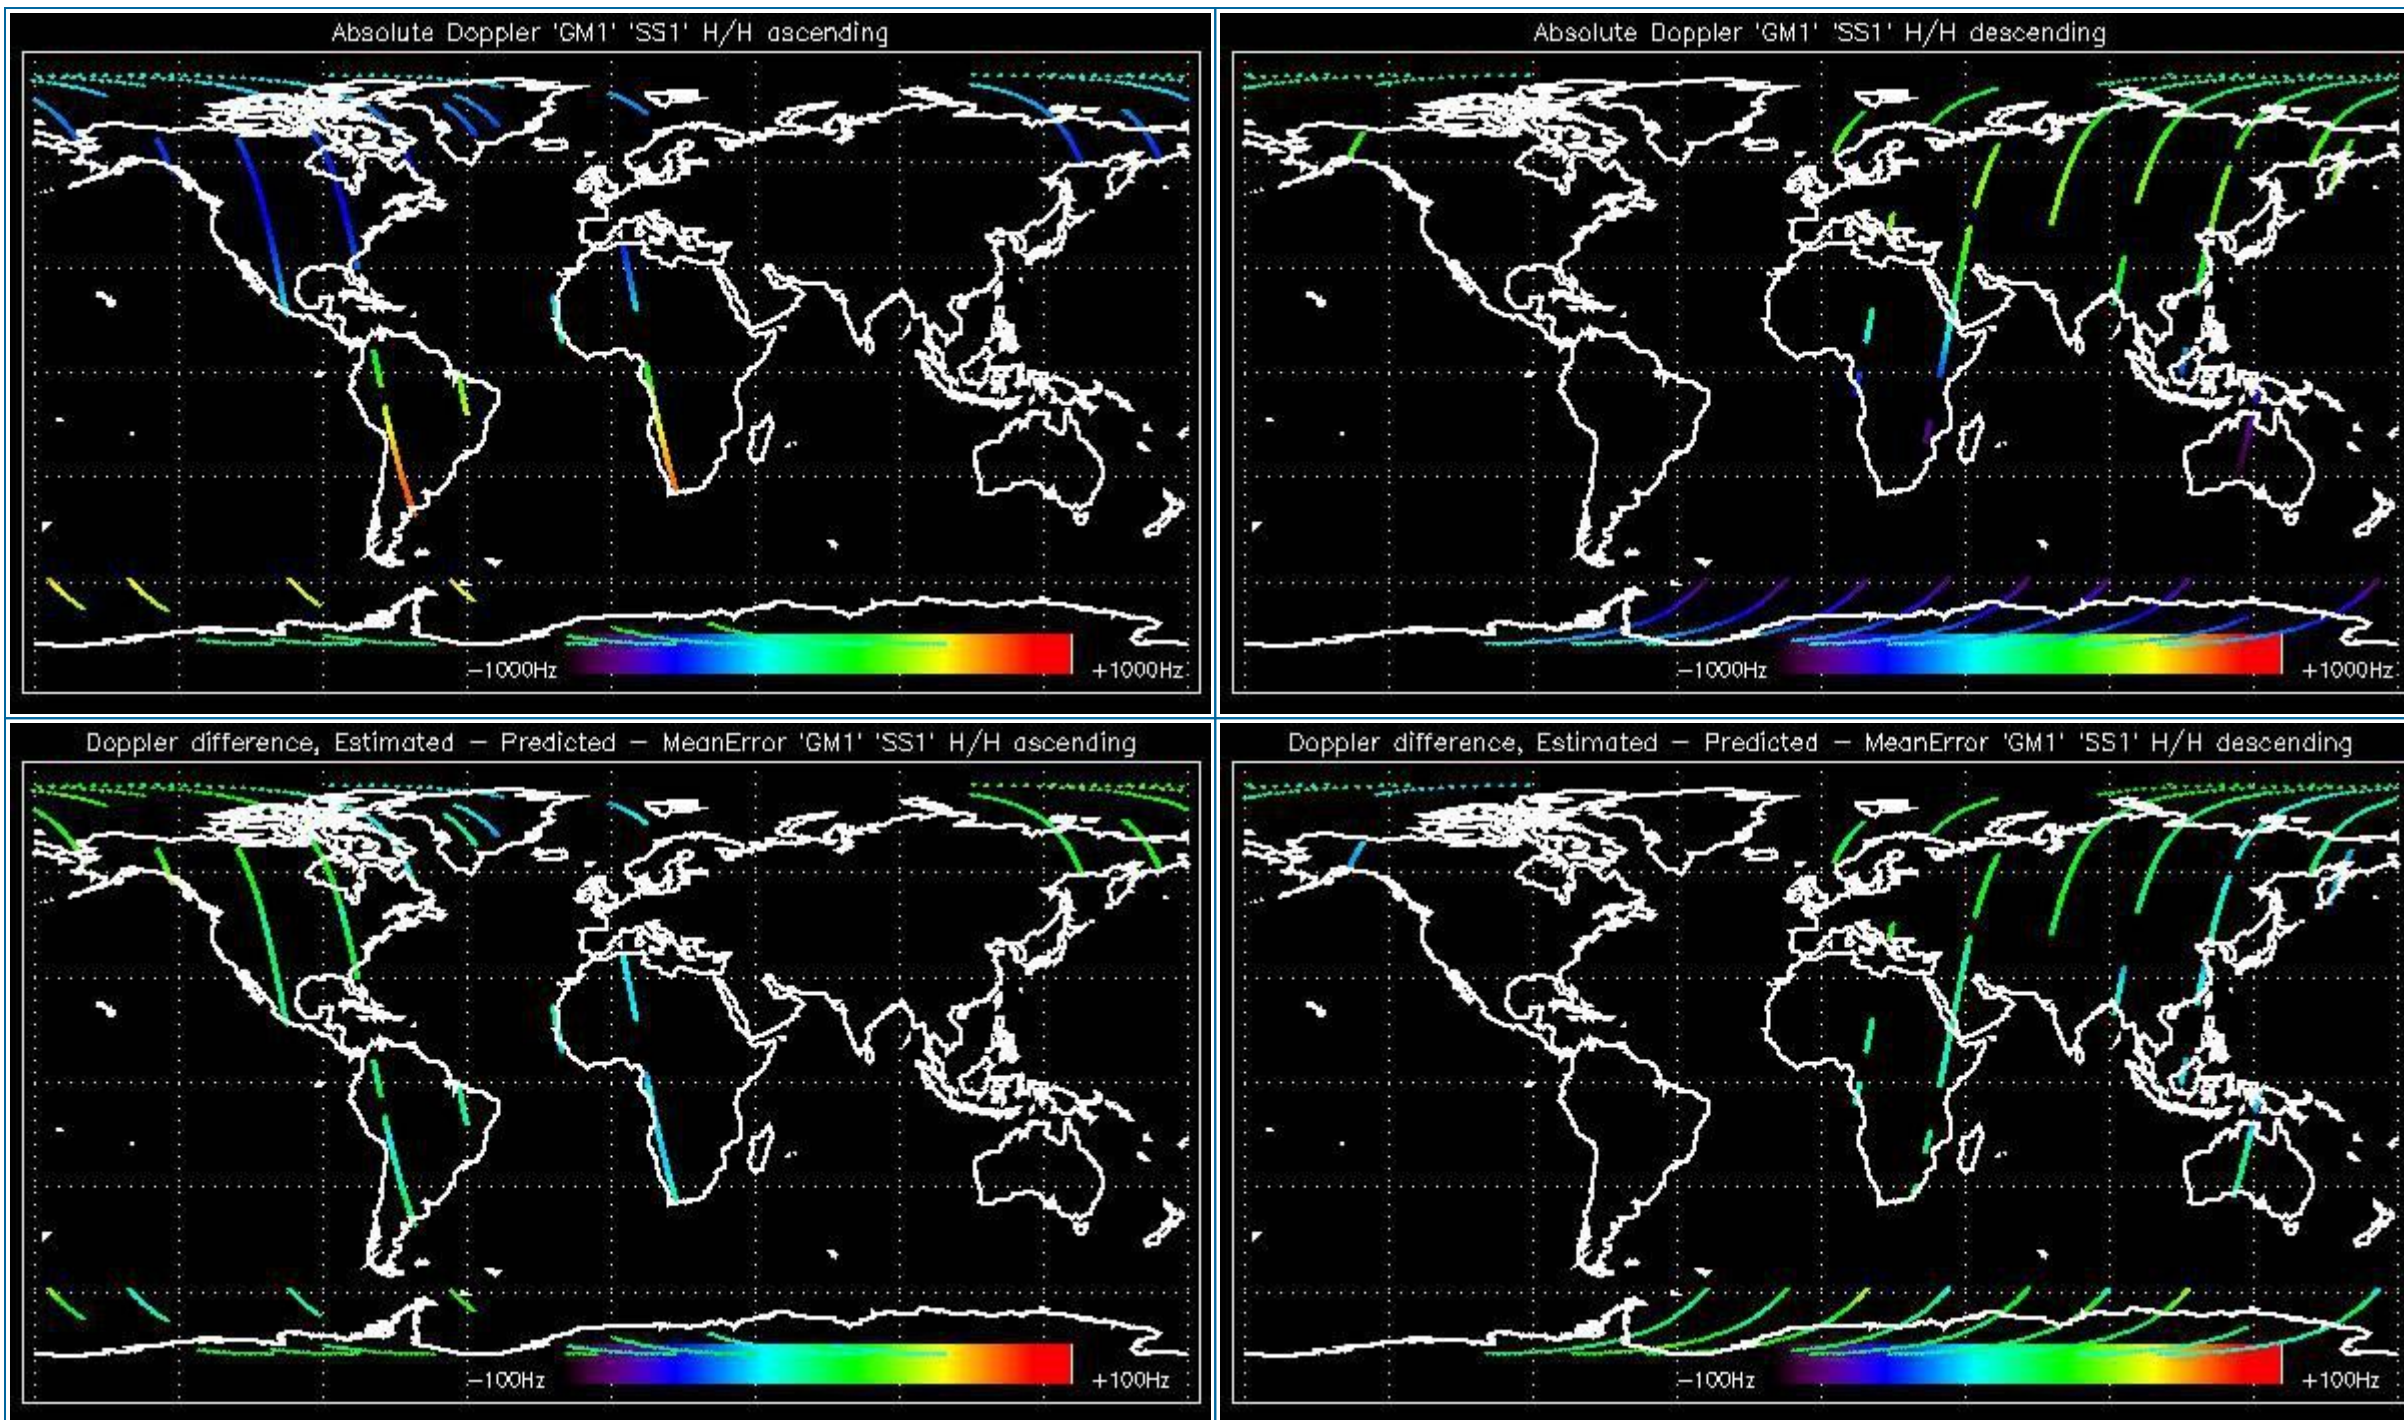 Absolute Doppler 'GM1' 'SS1' H/H ascending
-1000Hz
+1000Hz
Absolute Doppler 'GM1' 'SS1' H/H descending
-1000Hz
+1000Hz
Doppler difference, Estimated - Predicted - MeanError 'GM1' 'SS1' H/H ascending
-100Hz
+100Hz
Doppler difference, Estimated - Predicted - MeanError 'GM1' 'SS1' H/H descending
-100Hz
+100Hz